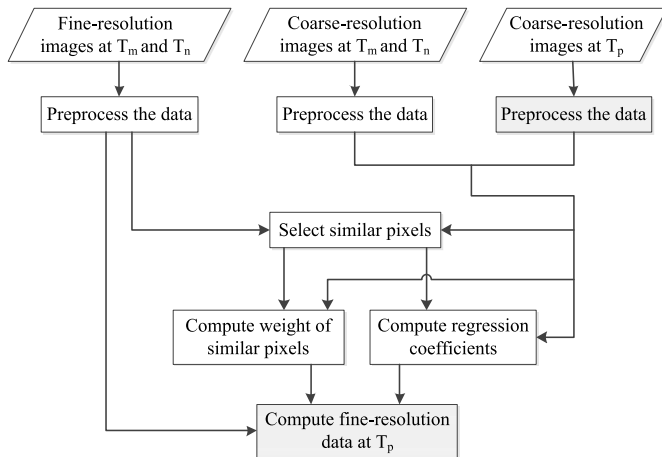 Fine-resolution
images at Tm and Tn
Coarse-resolution
images at Tm and Tn
Coarse-resolution
images at Tp
Preprocess the data
Preprocess the data
Preprocess the data
Select similar pixels
Compute weight of
similar pixels
Compute regression
coefficients
Compute fine-resolution
data at Tp